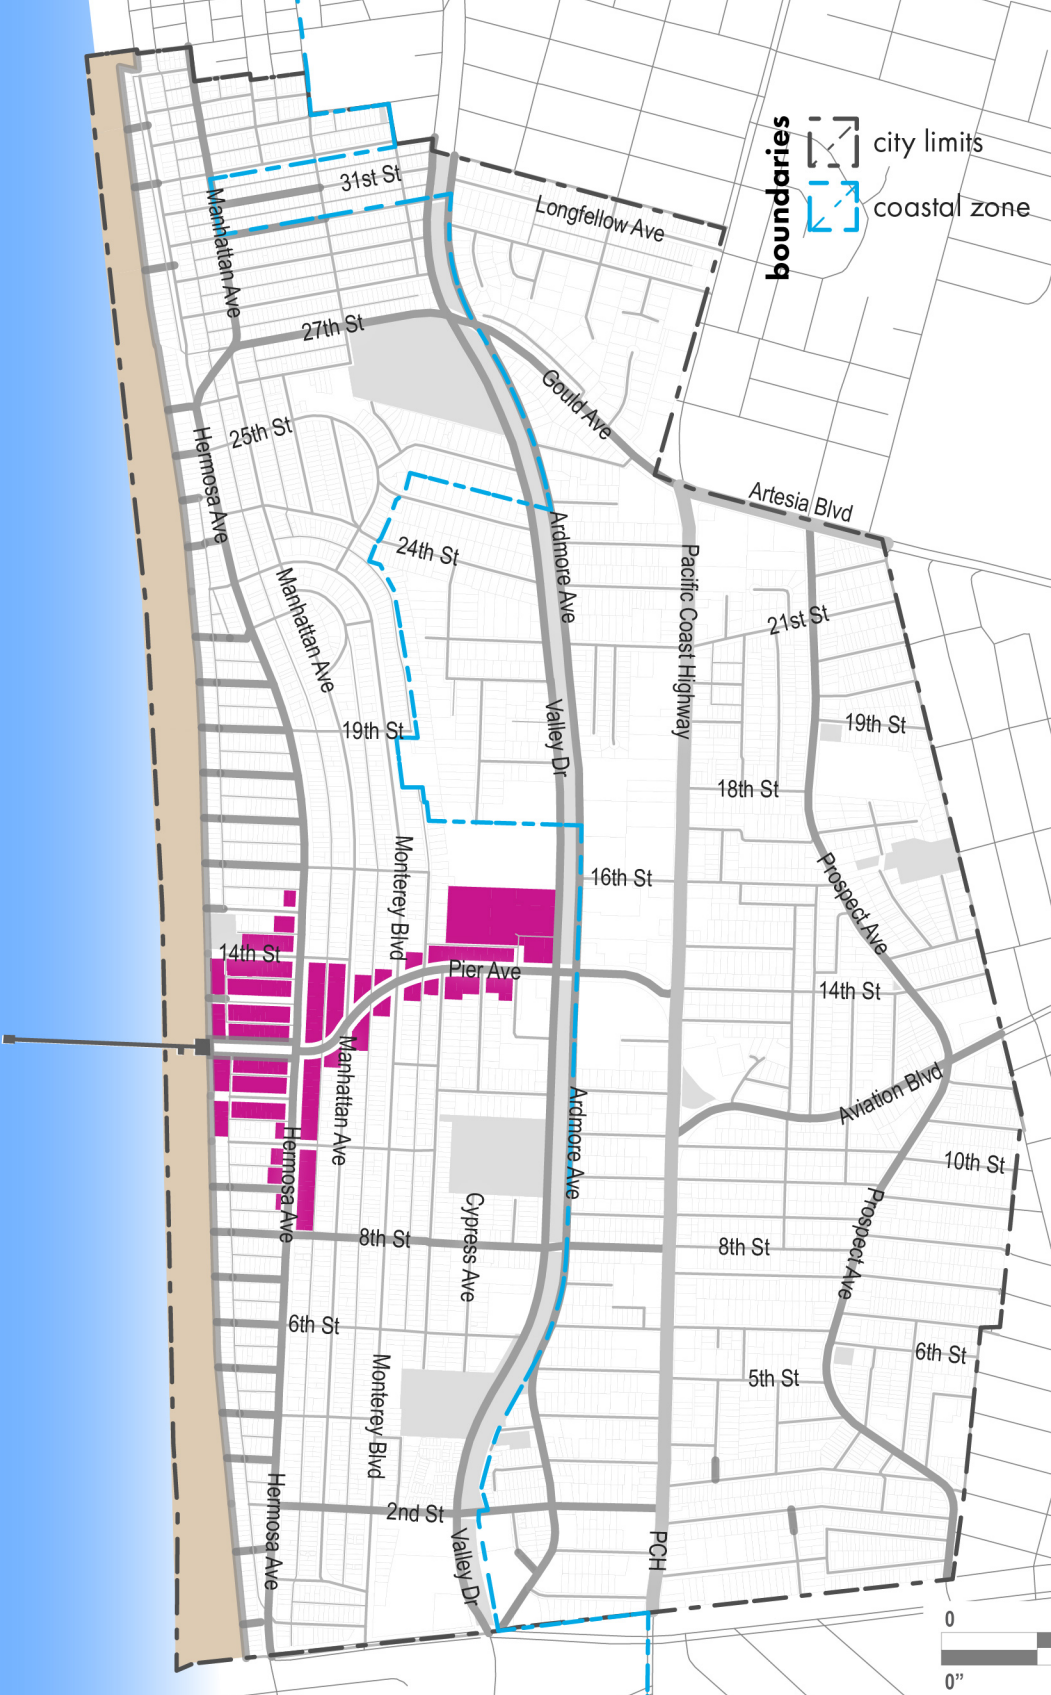 boundaries
city limits
coastal zone
31st St
Manhattan Ave
Longfellow Ave
27th St
Gould Ave
25th St
Hermosa Ave
Artesia Blvd
24th St
Ardmore Ave
Pacific Coast Highway
Manhattan Ave
21st St
19th St
Valley Dr
19th St
18th St
Monterey Blvd
16th St
Prospect Ave
14th St
Pier Ave
14th St
Manhattan Ave
Aviation Blvd
Ardmore Ave
Hermosa Ave
10th St
Cypress Ave
Prospect Ave
8th St
8th St
6th St
6th St
5th St
Monterey Blvd
Hermosa Ave
2nd St
Valley Dr
PCH
0
0”